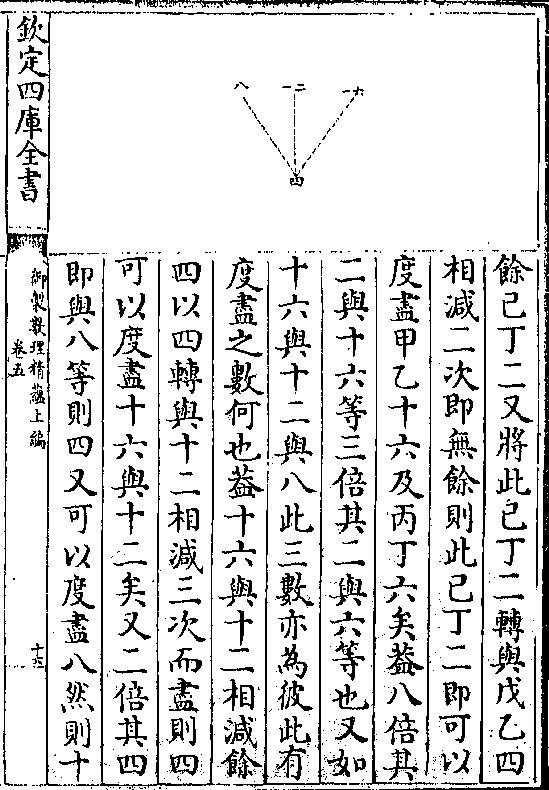 餘己丁二又將此己丁二轉與戊乙四
相減二次即無餘則此己丁二即可以
度盡甲乙十六及丙丁六矣葢八倍其
二與十六等三倍其二與六等也又如
十六與十二與八此三數亦為彼此有
度盡之數何也葢十六與十二相減餘
四以四轉與十二相減三次而盡則四
可以度盡十六與十二矣又二倍其四
即與八等則四又可以度盡八然則十
一六
一二
八
四
欽定四庫全書
御製數理精蘊上編
卷五